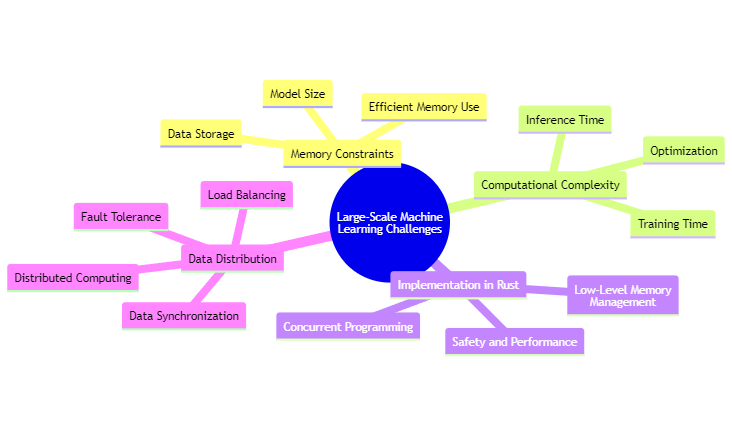 Model Size
Efficient Memory Use
Data Storage
Memory Constraints
Inference Time
Optimization
Computational Complexity
Training Time
Large-Scale Machine
Learning Challenges
Load Balancing
Fault Tolerance
Data Distribution
Distributed Computing
Data Synchronization
Implementation in Rust
Low-Level Memory
Management
Concurrent Programming
Safety and Performance